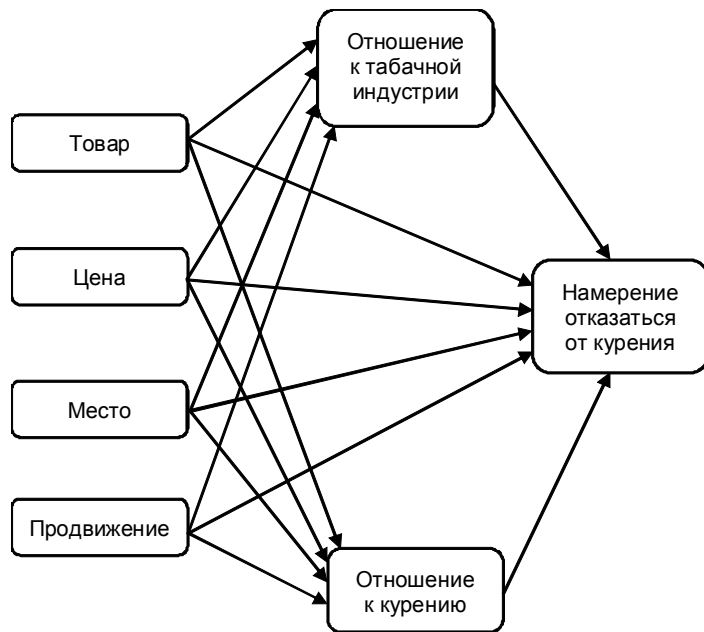 Отношение
к табачной
индустрии
Товар
Цена
Намерение
отказаться
от курения
Место
Продвижение
Отношение
к курению